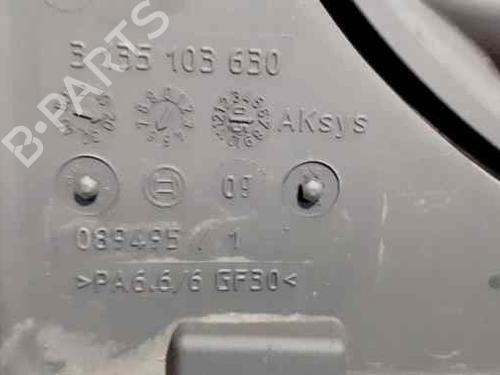 3 135 103 630
AKsys
09
089495 / 1
>PA6.6/6 GF30<
B-PARTS